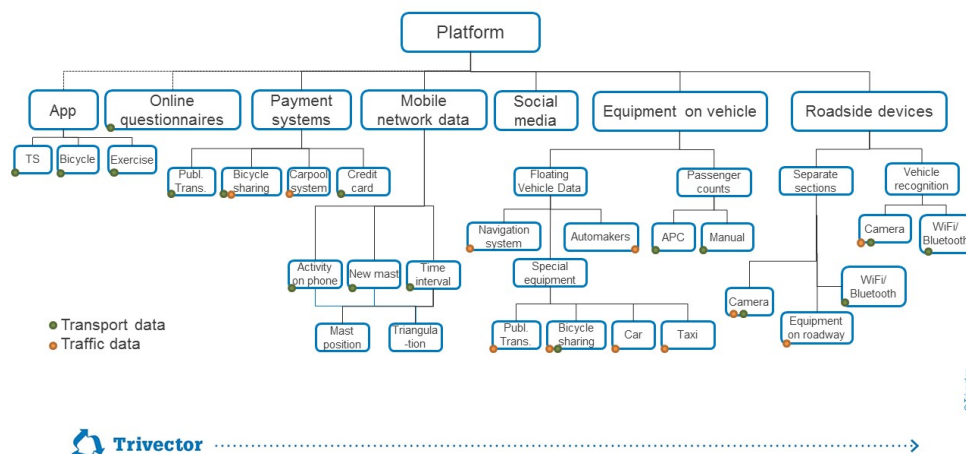 Platform
App
Online
questionnaires
Payment
systems
Mobile
network data
Social
media
Equipment on vehicle
Roadside devices
TS
Bicycle
Exercise
Publ.
Trans.
Bicycle
sharing
Carpool
system
Credit
card
Floating
Vehicle Data
Passenger
counts
Separate
sections
Vehicle
recognition
Navigation
system
Automakers
APC
Manual
Camera
WiFi/
Bluetooth
Activity
on phone
New mast
Time
interval
Special
equipment
Camera
WiFi/
Bluetooth
Equipment
on roadway
Mast
position
Triangula
-tion
Publ.
Trans.
Bicycle
sharing
Car
Taxi
Transport data
Traffic data
Trivector